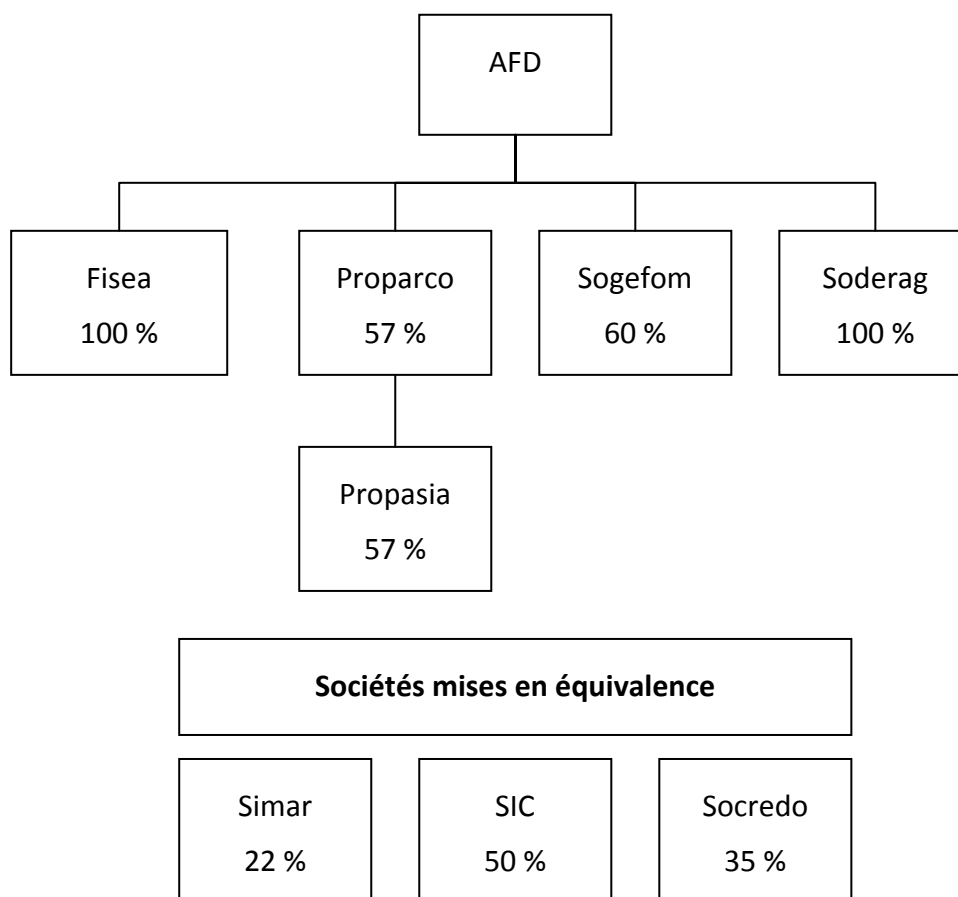 AFD
Fisea
100 %
Proparco
57 %
Sogefom
60 %
Soderag
100 %
Propasia
57 %
Sociétés mises en équivalence
Simar
22 %
SIC
50 %
Socredo
35 %